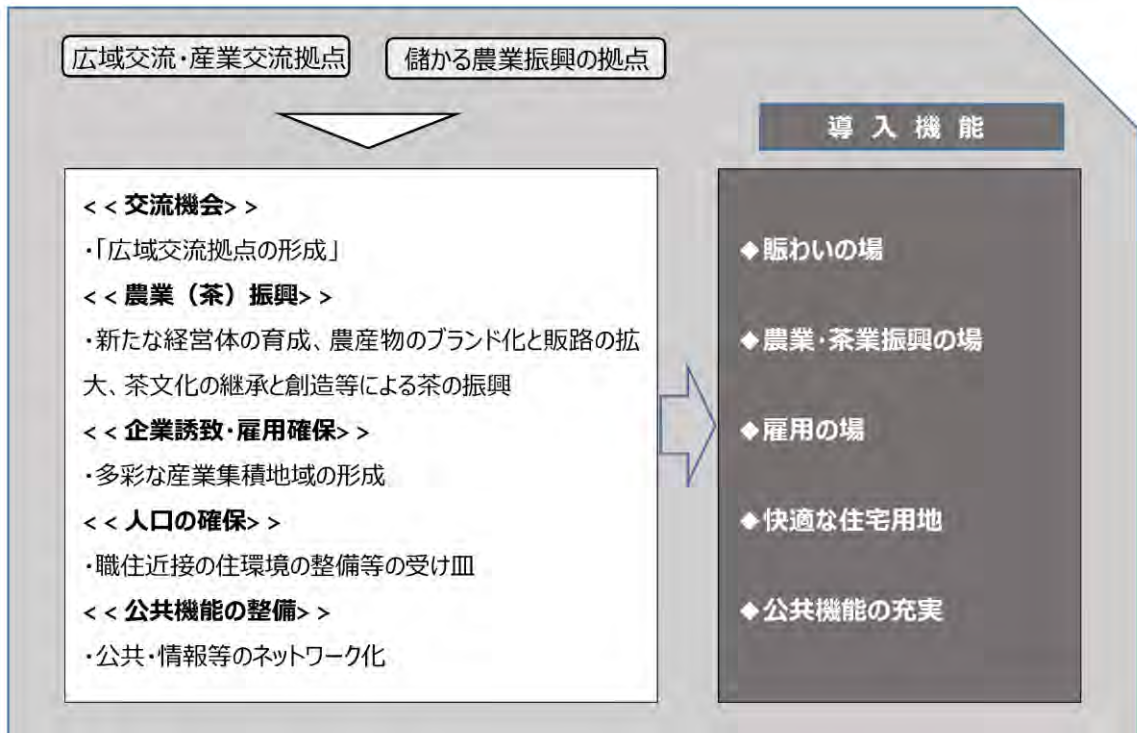 広域交流・産業交流拠点
儲かる農業振興の拠点
導入機能
<<交流機会>>
・「広域交流拠点の形成」
<<農業(茶)振興>>
・新たな経営体の育成、農産物のブランド化と販路の拡
大、茶文化の継承と創造等による茶の振興
<<企業誘致・雇用確保>>
・多彩な産業集積地域の形成
<<人口の確保>>
・職住近接の住環境の整備等の受け皿
<<公共機能の整備>>
・公共・情報等のネットワーク化
◆賑わいの場
◆農業・茶業振興の場
◆雇用の場
◆快適な住宅用地
◆公共機能の充実